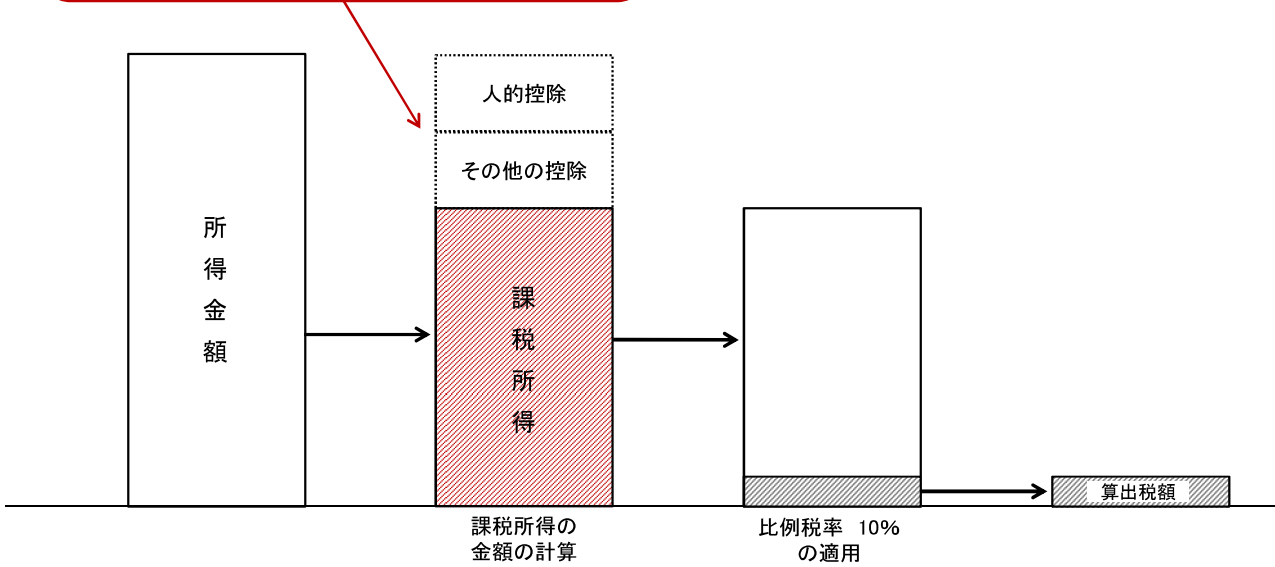 人的控除
その他の控除
所得金額
課税所得
算出税額
課税所得の
金額の計算
比例税率 10%
の適用